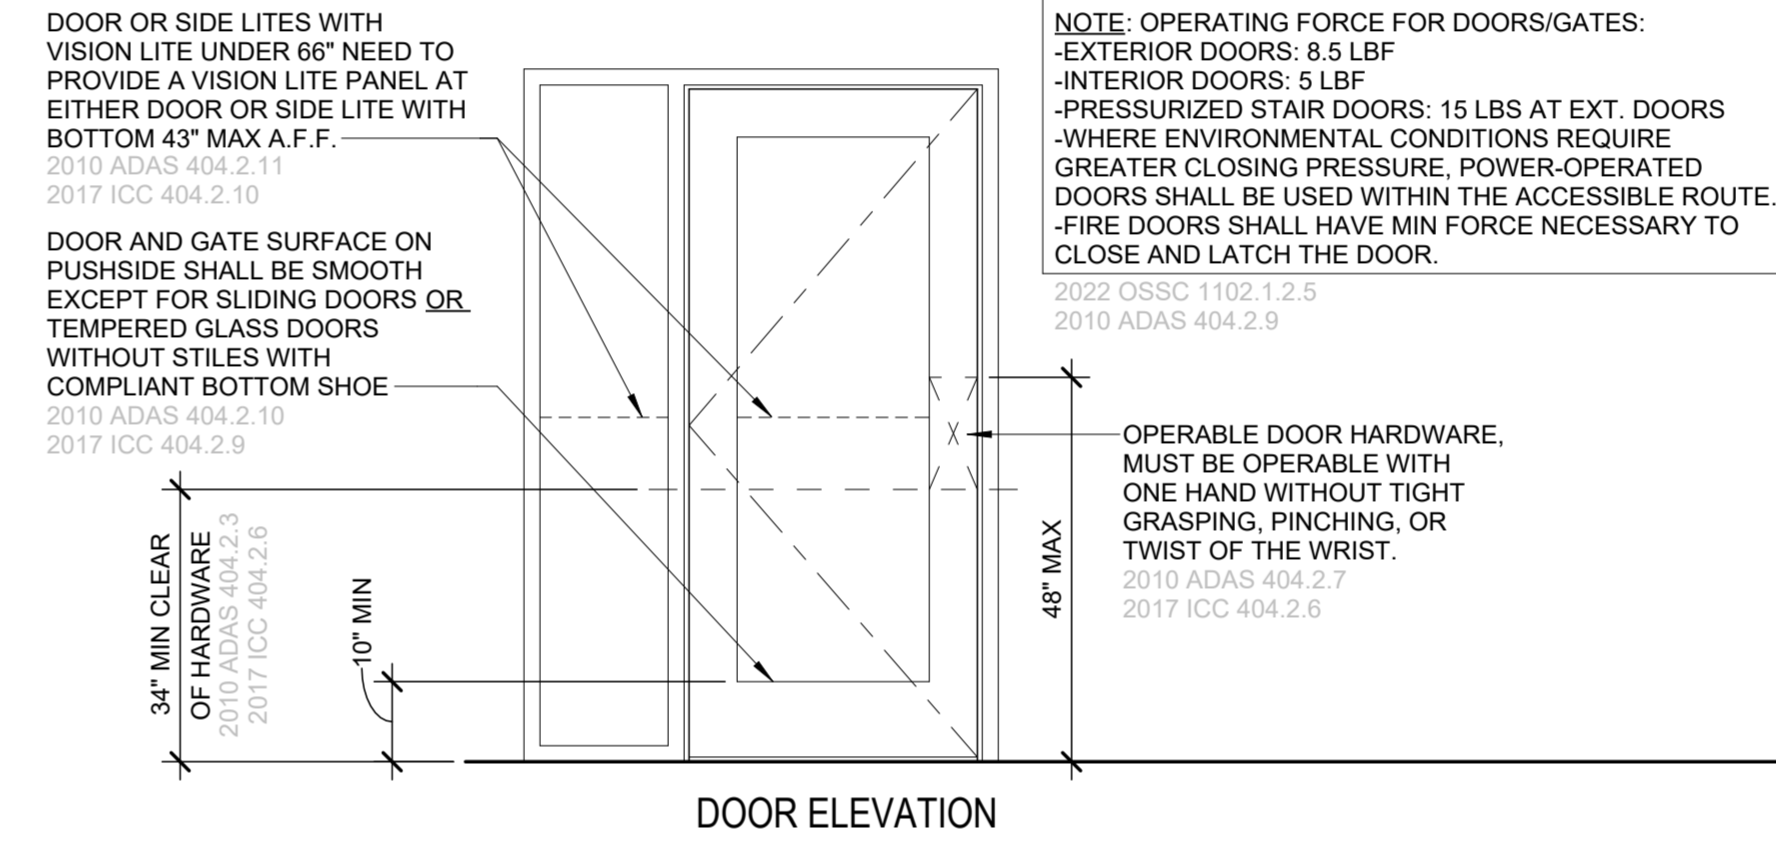 DOOR OR SIDE LITES WITH
VISION LITE UNDER 66" NEED TO
PROVIDE A VISION LITE PANEL AT
EITHER DOOR OR SIDE LITE WITH
BOTTOM 43" MAX A.F.F.
2010 ADAS 404.2.11
2017 ICC 404.2.10
DOOR AND GATE SURFACE ON
PUSHSIDE SHALL BE SMOOTH
EXCEPT FOR SLIDING DOORS OR
TEMPERED GLASS DOORS
WITHOUT STILES WITH
COMPLIANT BOTTOM SHOE
2010 ADAS 404.2.10
2017 ICC 404.2.9
34" MIN CLEAR
OF HARDWARE
2010 ADAS 404.2.3
2017 ICC 404.2.6
10" MIN
NOTE: OPERATING FORCE FOR DOORS/GATES:
-EXTERIOR DOORS: 8.5 LBF
-INTERIOR DOORS: 5 LBF
-PRESSURIZED STAIR DOORS: 15 LBS AT EXT. DOORS
-WHERE ENVIRONMENTAL CONDITIONS REQUIRE
GREATER CLOSING PRESSURE, POWER-OPERATED
DOORS SHALL BE USED WITHIN THE ACCESSIBLE ROUTE.
-FIRE DOORS SHALL HAVE MIN FORCE NECESSARY TO
CLOSE AND LATCH THE DOOR.
2022 OSSC 1102.1.2.5
2010 ADAS 404.2.9
48" MAX
OPERABLE DOOR HARDWARE,
MUST BE OPERABLE WITH
ONE HAND WITHOUT TIGHT
GRASPING, PINCHING, OR
TWIST OF THE WRIST.
2010 ADAS 404.2.7
2017 ICC 404.2.6
DOOR ELEVATION